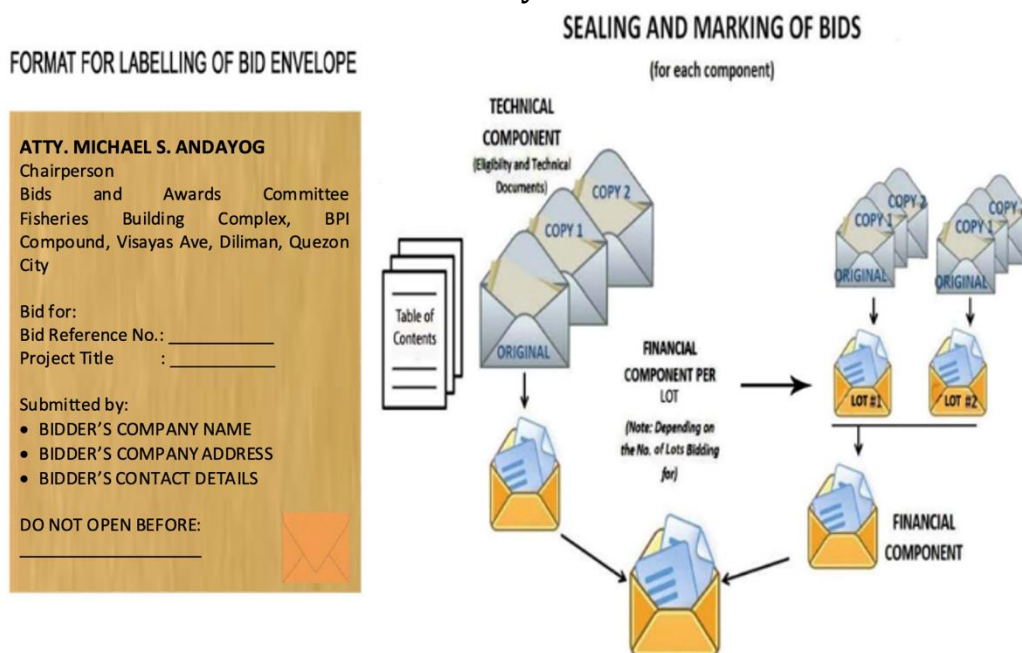 FORMAT FOR LABELLING OF BID ENVELOPE
ATTY. MICHAEL S. ANDAYOG
Chairperson
Bids and Awards Committee
Fisheries Building Complex, BPI
Compound, Visayas Ave, Diliman, Quezon
City
Bid for:
Bid Reference No.: ___________
Project Title : ___________
Submitted by:
• BIDDER'S COMPANY NAME
• BIDDER'S COMPANY ADDRESS
• BIDDER'S CONTACT DETAILS
DO NOT OPEN BEFORE:
___________________
SEALING AND MARKING OF BIDS
(for each component)
TECHNICAL
COMPONENT
(Eligibilty and Technical
Documents)
COPY 2
COPY 1
ORIGINAL
Table of
Contents
FINANCIAL
COMPONENT PER
LOT
(Note: Depending on
the No. of Lots Bidding
for)
COPY 2
COPY 1
ORIGINAL
COPY
COPY 1
ORIGINAL
LOT #1
LOT #2
FINANCIAL
COMPONENT